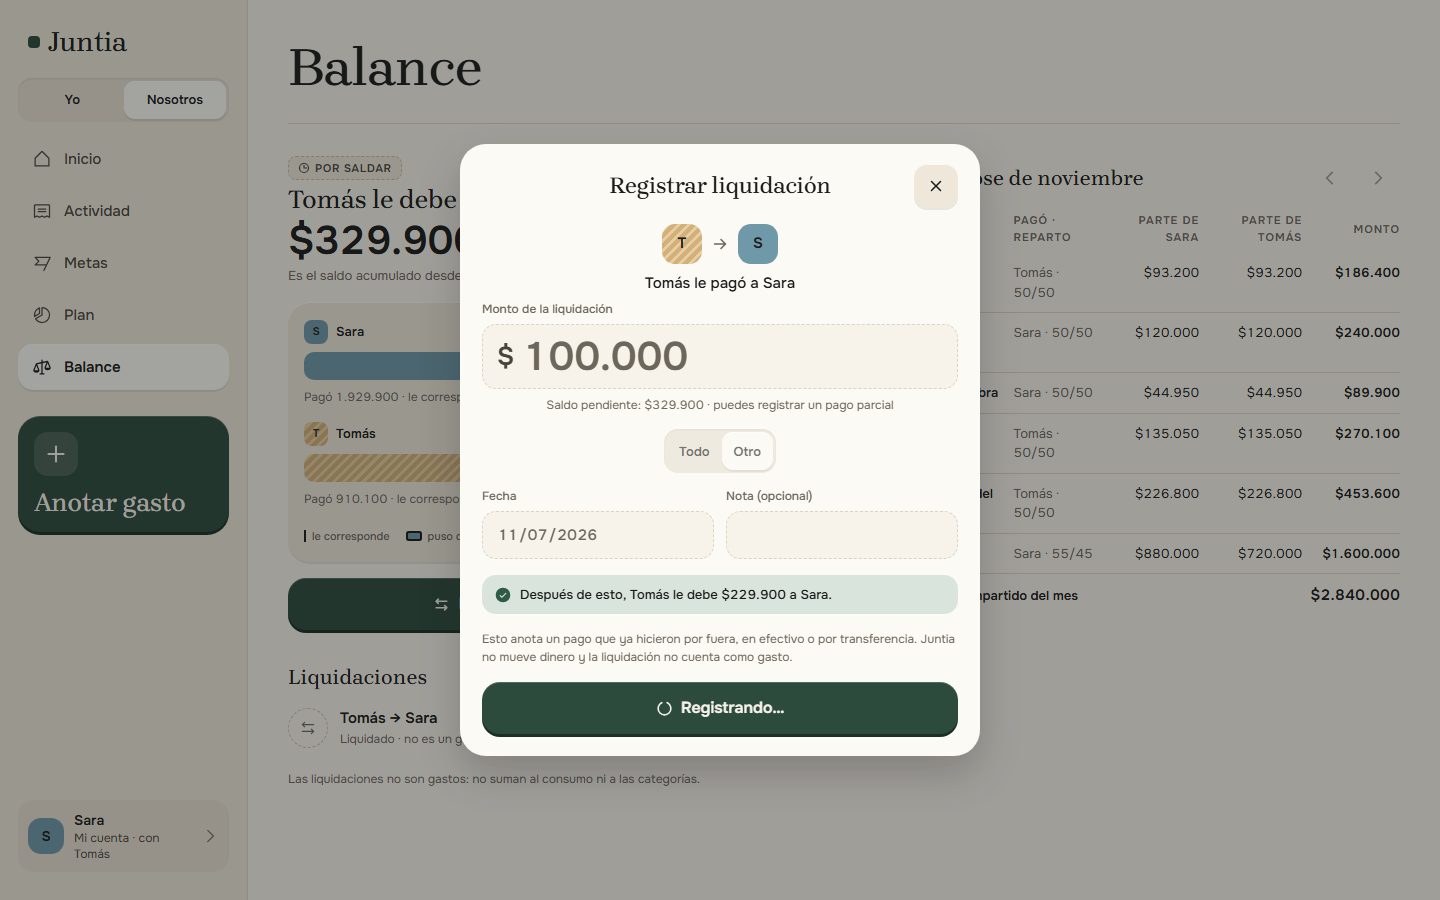 Juntia
Yo
Nosotros
Inicio
Actividad
Metas
Plan
Balance
Anotar gasto
S
Sara
Mi cuenta · con
Tomás
Balance
POR SALDAR
Tomás le debe
Es el saldo acumulado desde
S Sara
Pagó 1.929.900 · le
T Tomás
Pagó 910.100 · le
le corresponde
puso
Liquidaciones
Tomás → Sara
Liquidado · no es un
Las liquidaciones no son gastos: no suman al consumo ni a las categorías.
Registrar liquidación
T → S
Tomás le pagó a Sara
Monto de la liquidación
$ 100.000
Saldo pendiente: $329.900 · puedes registrar un pago parcial
Todo
Otro
Fecha
Nota (opcional)
11/07/2026
Después de esto, Tomás le debe $229.900 a Sara.
Esto anota un pago que ya hicieron por fuera, en efectivo o por transferencia. Juntia
no mueve dinero y la liquidación no cuenta como gasto.
Registrando...
de noviembre
PAGÓ ·
REPARTO
PARTE DE
SARA
PARTE DE
TOMÁS
MONTO
Tomás ·
50/50
$93.200 $93.200 $186.400
Sara · 50/50 $120.000 $120.000 $240.000
Sara · 50/50 $44.950 $44.950 $89.900
Tomás ·
50/50
$135.050 $135.050 $270.100
Tomás ·
50/50
$226.800 $226.800 $453.600
Sara · 55/45 $880.000 $720.000 $1.600.000
del mes $2.840.000